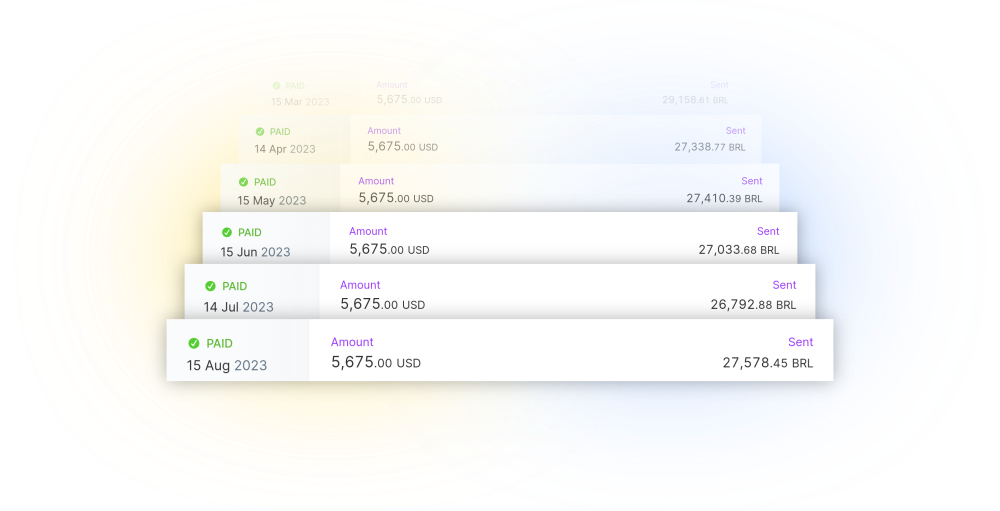 PAID Amount Sent
15 Mar 2023 5,675.00 USD 29,158.61 BRL
PAID Amount Sent
14 Apr 2023 5,675.00 USD 27,338.77 BRL
PAID Amount Sent
15 May 2023 5,675.00 USD 27,410.39 BRL
PAID Amount Sent
15 Jun 2023 5,675.00 USD 27,033.68 BRL
PAID Amount Sent
14 Jul 2023 5,675.00 USD 26,792.88 BRL
PAID Amount Sent
15 Aug 2023 5,675.00 USD 27,578.45 BRL